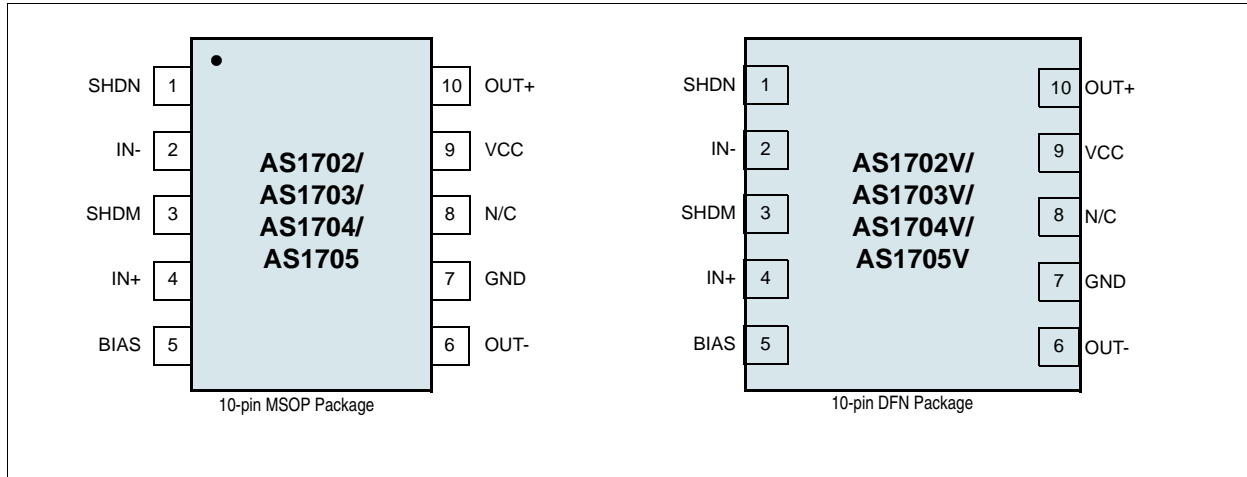 SHDN 1
IN- 2
SHDM 3
IN+ 4
BIAS 5
AS1702/
AS1703/
AS1704/
AS1705
10 OUT+
9 VCC
8 N/C
7 GND
6 OUT-
10-pin MSOP Package
SHDN 1
IN- 2
SHDM 3
IN+ 4
BIAS 5
AS1702V/
AS1703V/
AS1704V/
AS1705V
10 OUT+
9 VCC
8 N/C
7 GND
6 OUT-
10-pin DFN Package